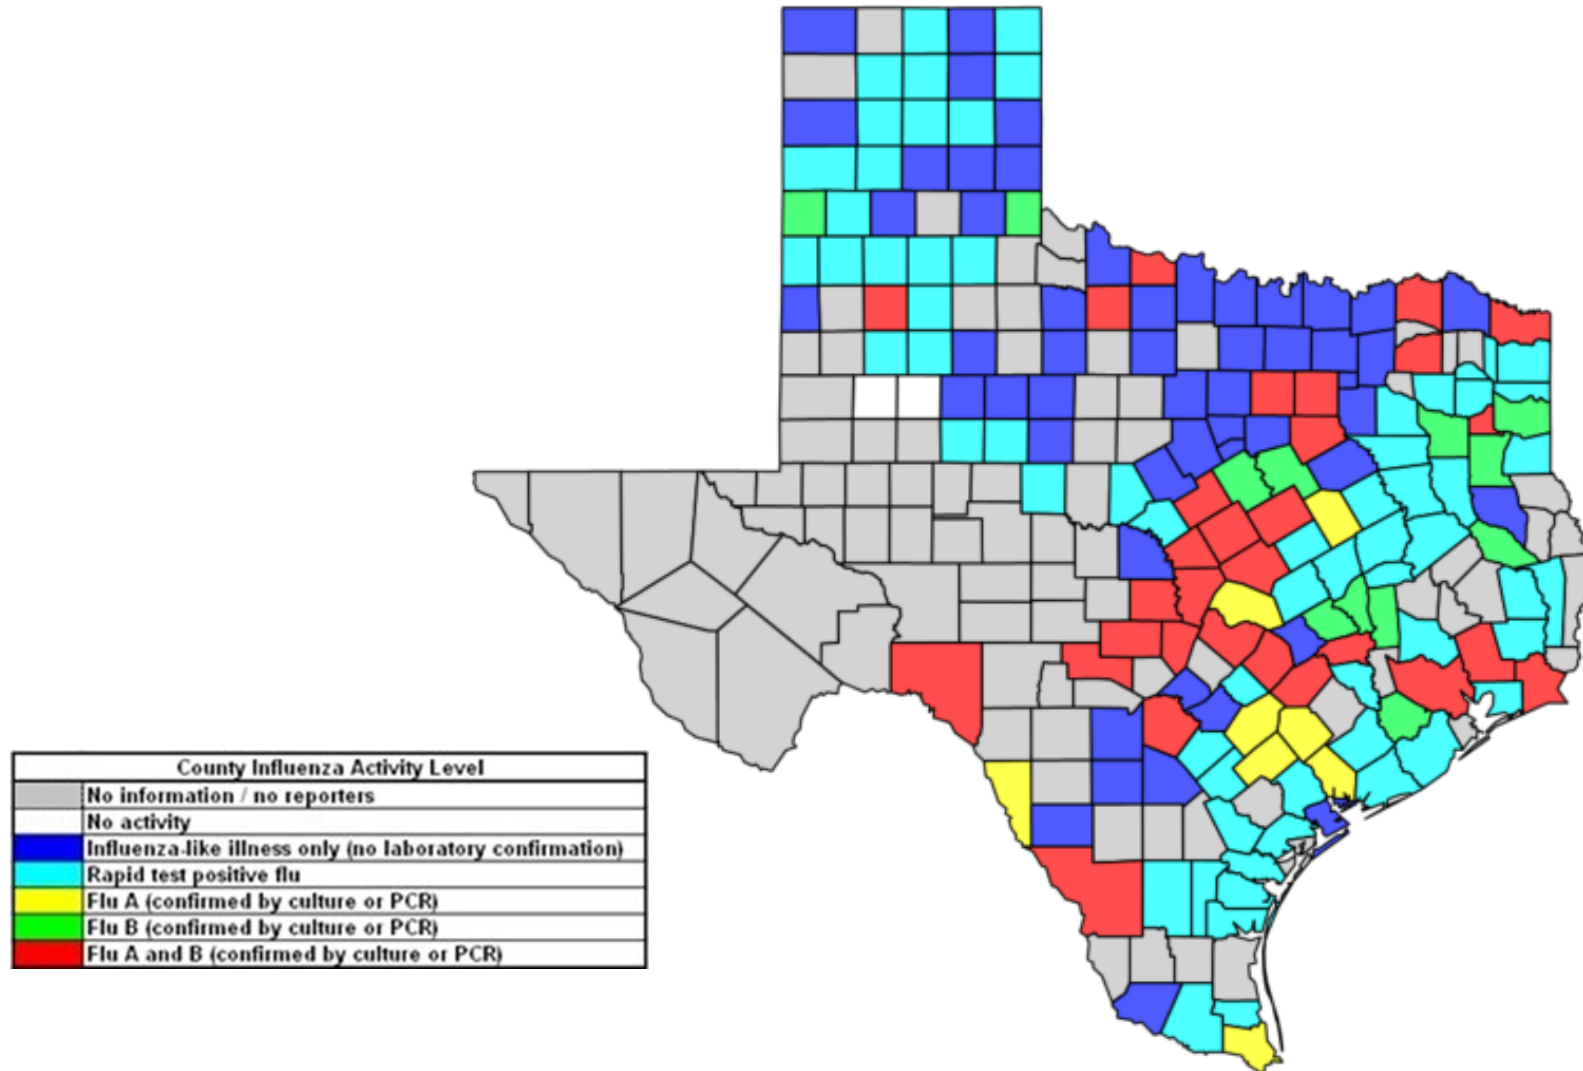 County Influenza Activity Level
No information / no reporters
No activity
Influenza-like illness only (no laboratory confirmation)
Rapid test positive flu
Flu A (confirmed by culture or PCR)
Flu B (confirmed by culture or PCR)
Flu A and B (confirmed by culture or PCR)